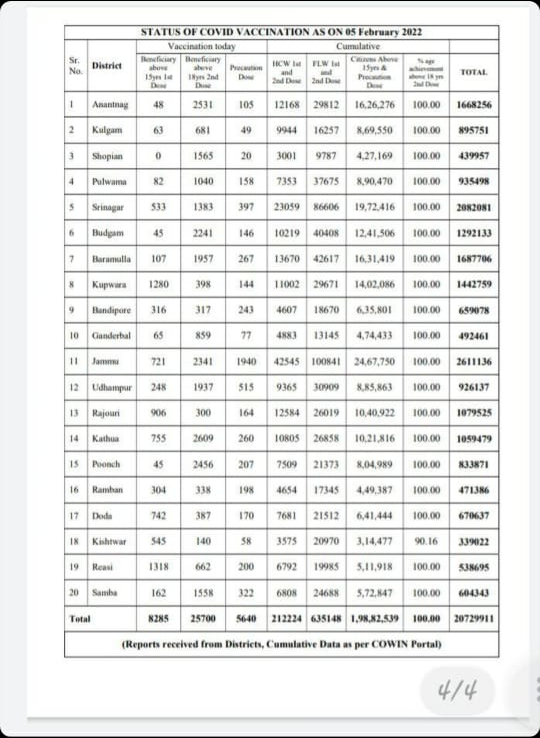 STATUS OF COVID VACCINATION AS ON 05 February 2022
Sr. No. District Vaccination today Cumulative
Beneficiary above 15yrs 1st Dose Beneficiary above 18yrs 2nd Dose Precaution Dose HCW 1st and 2nd Dose FLW 1st and 2nd Dose Citizens Above 15yrs & Precaution Dose % age achievement above 18 yrs 2nd Dose TOTAL
1 Anantnag 48 2531 105 12168 29812 16,26,276 100.00 1668256
2 Kulgam 63 681 49 9944 16257 8,69,550 100.00 895751
3 Shopian 0 1565 20 3001 9787 4,27,169 100.00 439957
4 Pulwama 82 1040 158 7353 37675 8,90,470 100.00 935498
5 Srinagar 533 1383 397 23059 86606 19,72,416 100.00 2082081
6 Budgam 45 2241 146 10219 40408 12,41,506 100.00 1292133
7 Baramulla 107 1957 267 13670 42617 16,31,419 100.00 1687706
8 Kupwara 1280 398 144 11002 29671 14,02,086 100.00 1442759
9 Bandipore 316 317 243 4607 18670 6,35,801 100.00 659078
10 Ganderbal 65 859 77 4883 13145 4,74,433 100.00 492461
11 Jammu 721 2341 1940 42545 100841 24,67,750 100.00 2611136
12 Udhampur 248 1937 515 9365 30909 8,85,863 100.00 926137
13 Rajouri 906 300 164 12584 26019 10,40,922 100.00 1079525
14 Kathua 755 2609 260 10805 26858 10,21,816 100.00 1059479
15 Poonch 45 2456 207 7509 21373 8,04,989 100.00 833871
16 Ramban 304 338 198 4654 17345 4,49,387 100.00 471386
17 Doda 742 387 170 7681 21512 6,41,444 100.00 670637
18 Kishtwar 545 140 58 3575 20970 3,14,477 90.16 339022
19 Reasi 1318 662 200 6792 19985 5,11,918 100.00 538695
20 Samba 162 1558 322 6808 24688 5,72,847 100.00 604343
Total 8285 25700 5640 212224 635148 1,98,82,539 100.00 20729911
(Reports received from Districts, Cumulative Data as per COWIN Portal)
4/4